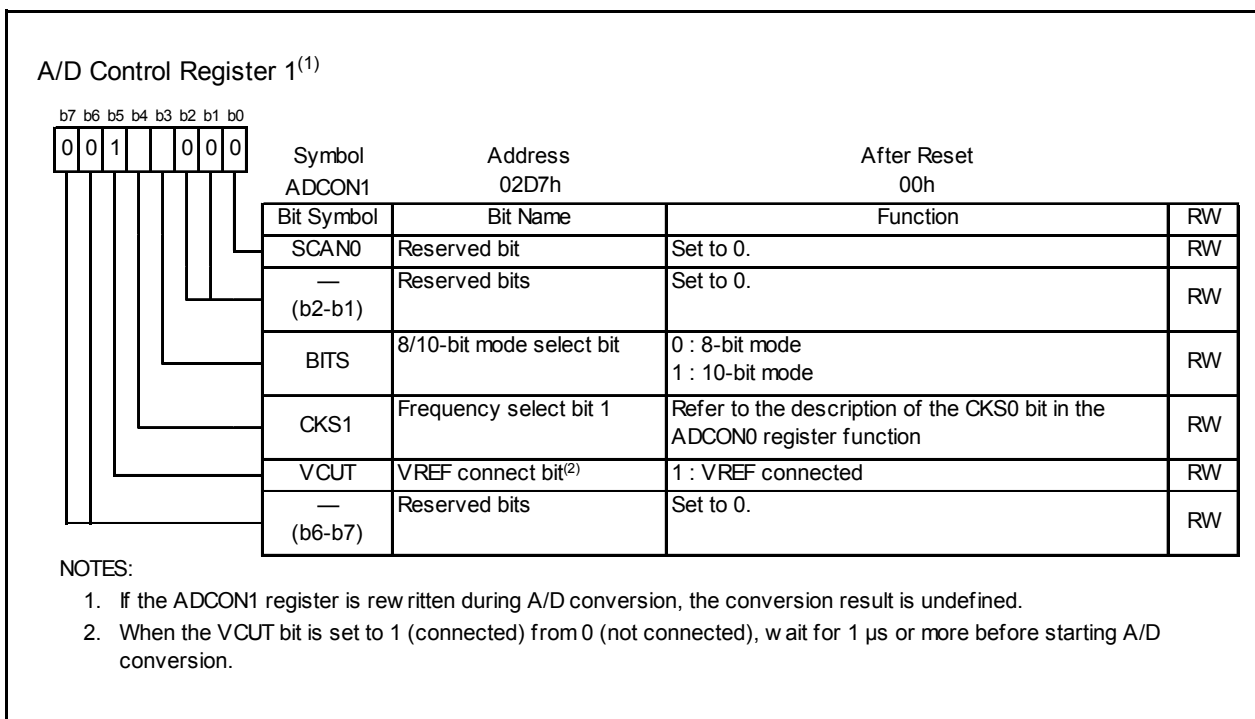 A/D Control Register 1(1)
b7 b6 b5 b4 b3 b2 b1 b0
0 0 1 0 0 0
Symbol Address After Reset
ADCON1 02D7h 00h
Bit Symbol Bit Name Function RW
SCAN0 Reserved bit Set to 0. RW
— (b2-b1) Reserved bits Set to 0. RW
BITS 8/10-bit mode select bit 0 : 8-bit mode
1 : 10-bit mode RW
CKS1 Frequency select bit 1 Refer to the description of the CKS0 bit in the
ADCON0 register function RW
VCUT VREF connect bit(2) 1 : VREF connected RW
— (b6-b7) Reserved bits Set to 0. RW
NOTES:
1. If the ADCON1 register is rewritten during A/D conversion, the conversion result is undefined.
2. When the VCUT bit is set to 1 (connected) from 0 (not connected), wait for 1 µs or more before starting A/D
conversion.